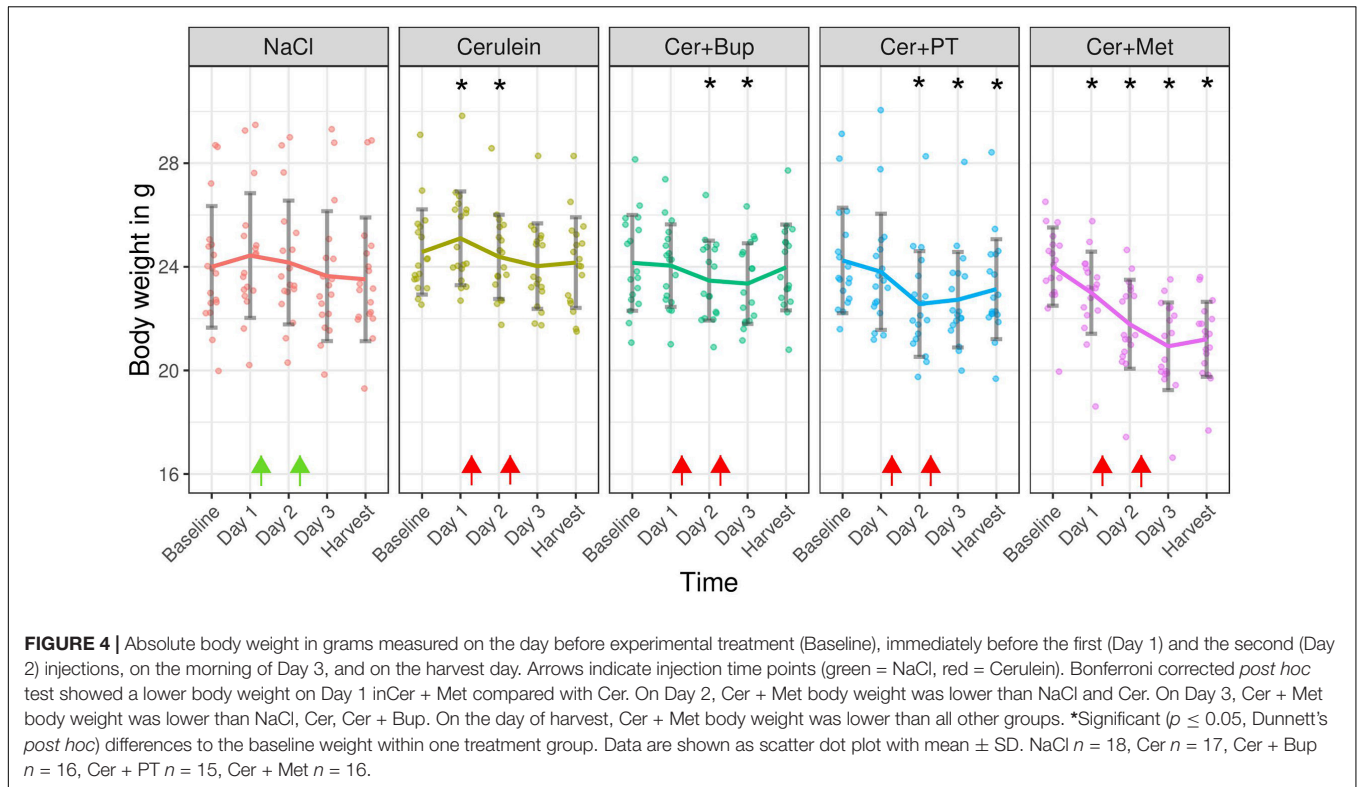 NaCl Cerulein Cer+Bup Cer+PT Cer+Met
* * * * * * * * * * *
Body weight in g
28
24
20
16
Baseline Day 1 Day 2 Day 3 Harvest Baseline Day 1 Day 2 Day 3 Harvest Baseline Day 1 Day 2 Day 3 Harvest Baseline Day 1 Day 2 Day 3 Harvest Baseline Day 1 Day 2 Day 3 Harvest
Time
FIGURE 4 | Absolute body weight in grams measured on the day before experimental treatment (Baseline), immediately before the first (Day 1) and the second (Day
2) injections, on the morning of Day 3, and on the harvest day. Arrows indicate injection time points (green = NaCl, red = Cerulein). Bonferroni corrected post hoc
test showed a lower body weight on Day 1 inCer + Met compared with Cer. On Day 2, Cer + Met body weight was lower than NaCl and Cer. On Day 3, Cer + Met
body weight was lower than NaCl, Cer, Cer + Bup. On the day of harvest, Cer + Met body weight was lower than all other groups. *Significant (p ≤ 0.05, Dunnett's
post hoc) differences to the baseline weight within one treatment group. Data are shown as scatter dot plot with mean ± SD. NaCl n = 18, Cer n = 17, Cer + Bup
n = 16, Cer + PT n = 15, Cer + Met n = 16.